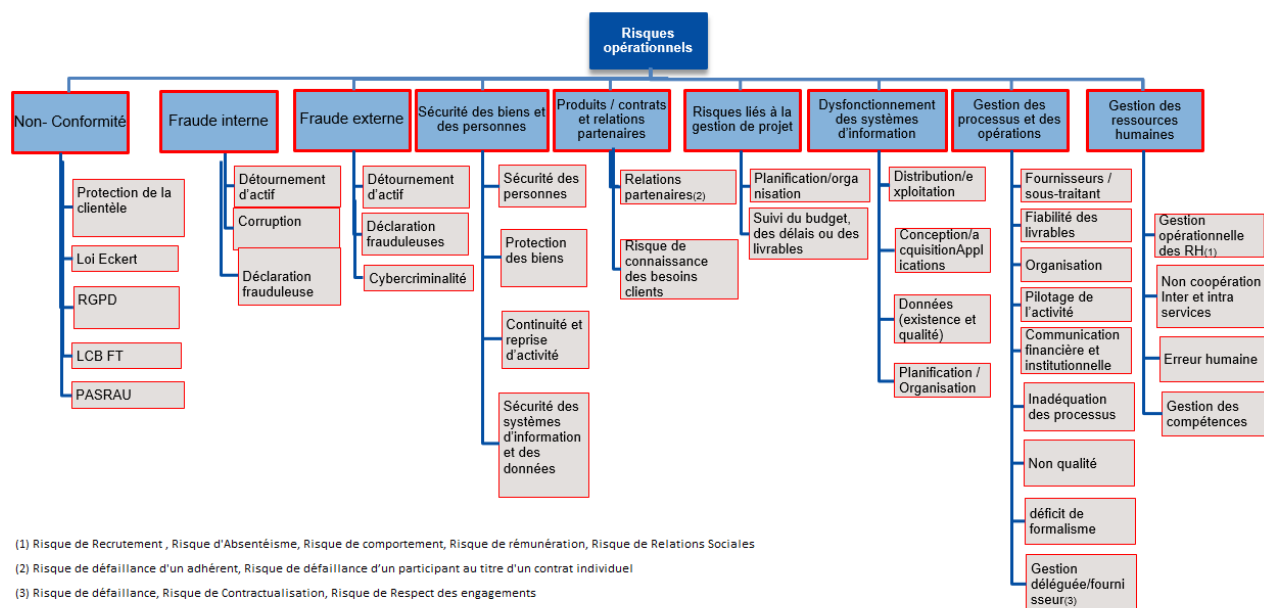 Risques
opérationnels
Non- Conformité
Protection de la
clientèle
Loi Eckert
RGPD
LCB FT
PASRAU
Fraude interne
Détournement
d'actif
Corruption
Déclaration
frauduleuse
Fraude externe
Détournement
d'actif
Déclaration
frauduleuses
Cybercriminalité
Sécurité des biens et
des personnes
Sécurité des
personnes
Protection
des biens
Continuité et
reprise
d'activité
Sécurité des
systèmes
d'information
et des
données
Produits / contrats
et relations
partenaires
Relations
partenaires(2)
Risque de
connaissance
des besoins
clients
Risques liés à la
gestion de projet
Planification/orga
nisation
Suivi du budget,
des délais ou des
livrables
Dysfonctionnement
des systèmes
d'information
Distribution/e
xploitation
Conception/a
cquisitionAppl
ications
Données
(existence et
qualité)
Planification /
Organisation
Gestion des
processus et des
opérations
Fournisseurs /
sous-traitant
Fiabilité des
livrables
Organisation
Pilotage de
l'activité
Communication
financière et
institutionnelle
Inadéquation
des processus
Non qualité
déficit de
formalisme
Gestion
déléguée/fourni
sseur(3)
Gestion des
ressources
humaines
Gestion
opérationnelle
des RH(1)
Non coopération
Inter et intra
services
Erreur humaine
Gestion des
compétences
(1) Risque de Recrutement , Risque d'Absentéisme, Risque de comportement, Risque de rémunération, Risque de Relations Sociales
(2) Risque de défaillance d'un adhérent, Risque de défaillance d'un participant au titre d'un contrat individuel
(3) Risque de défaillance, Risque de Contractualisation, Risque de Respect des engagements